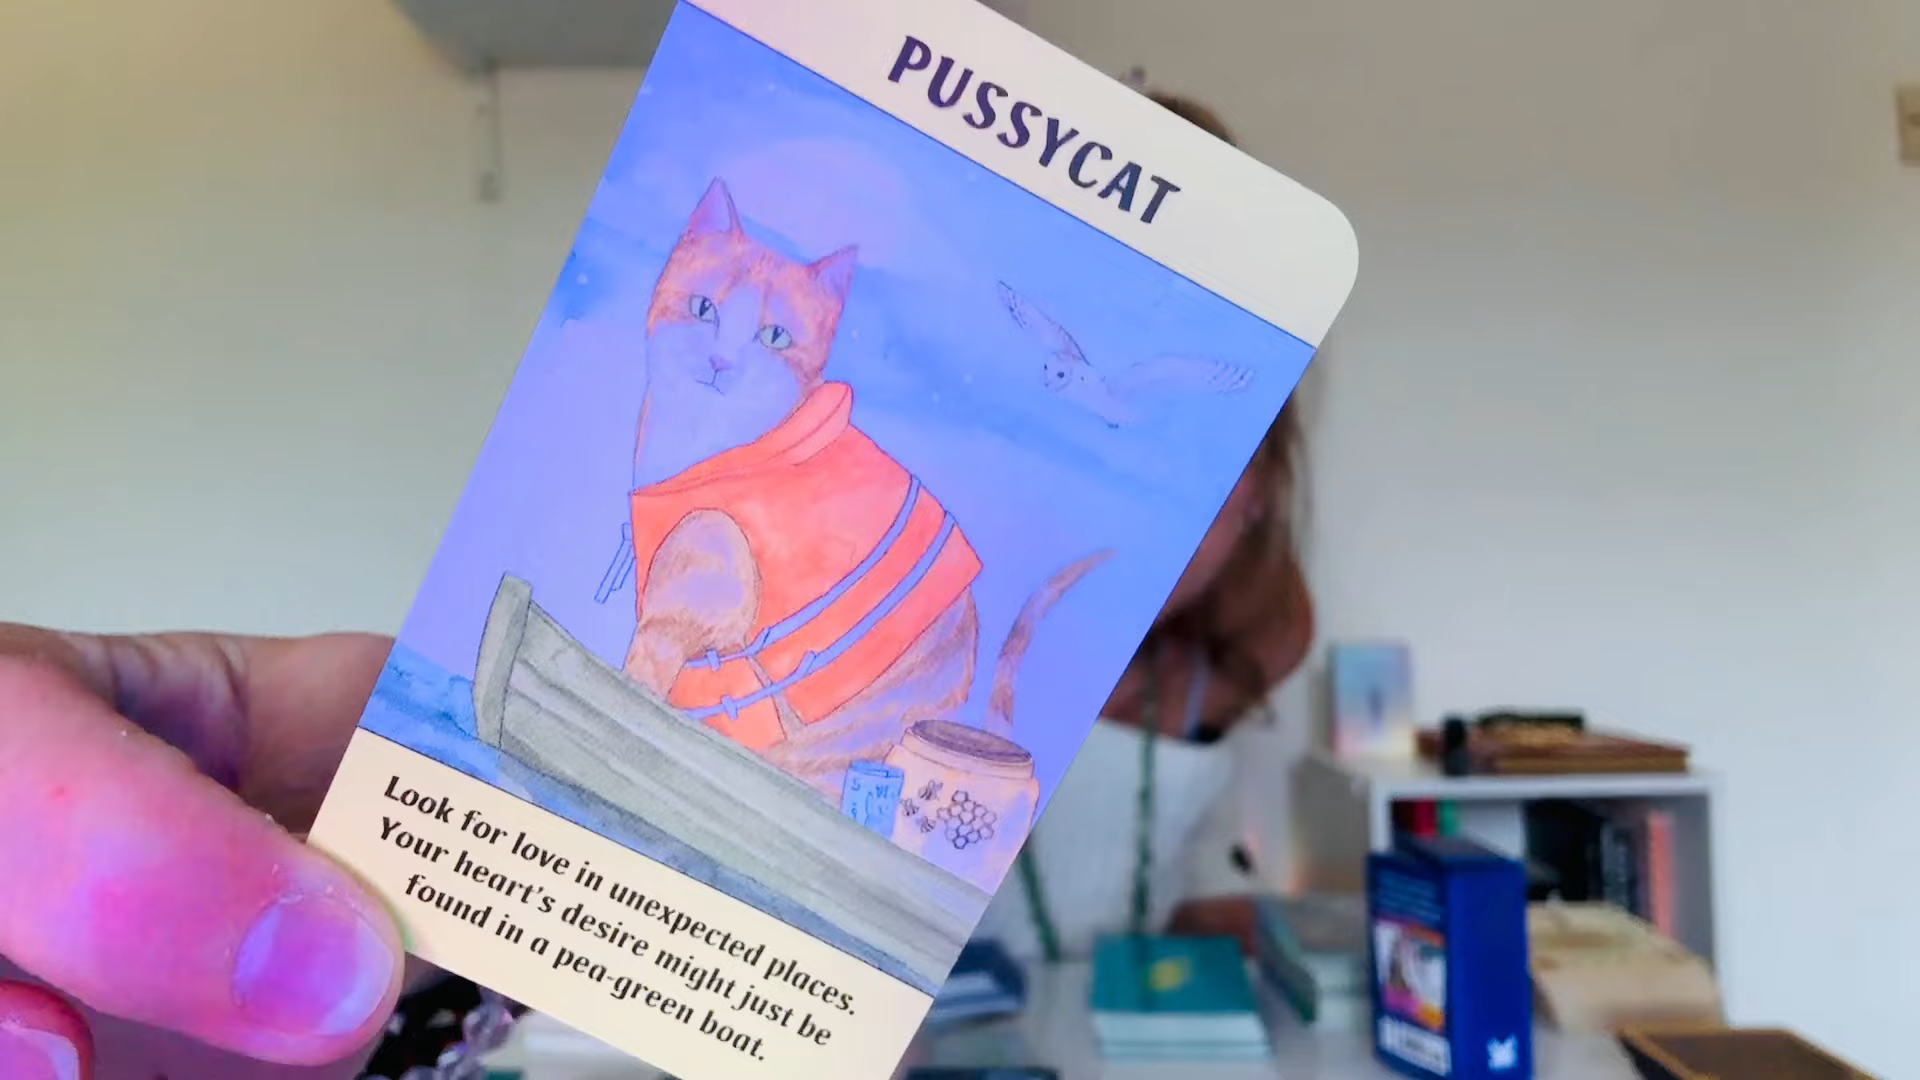 PUSSYCAT
Look for love in unexpected places.
Your heart's desire might just be
found in a pea-green boat.